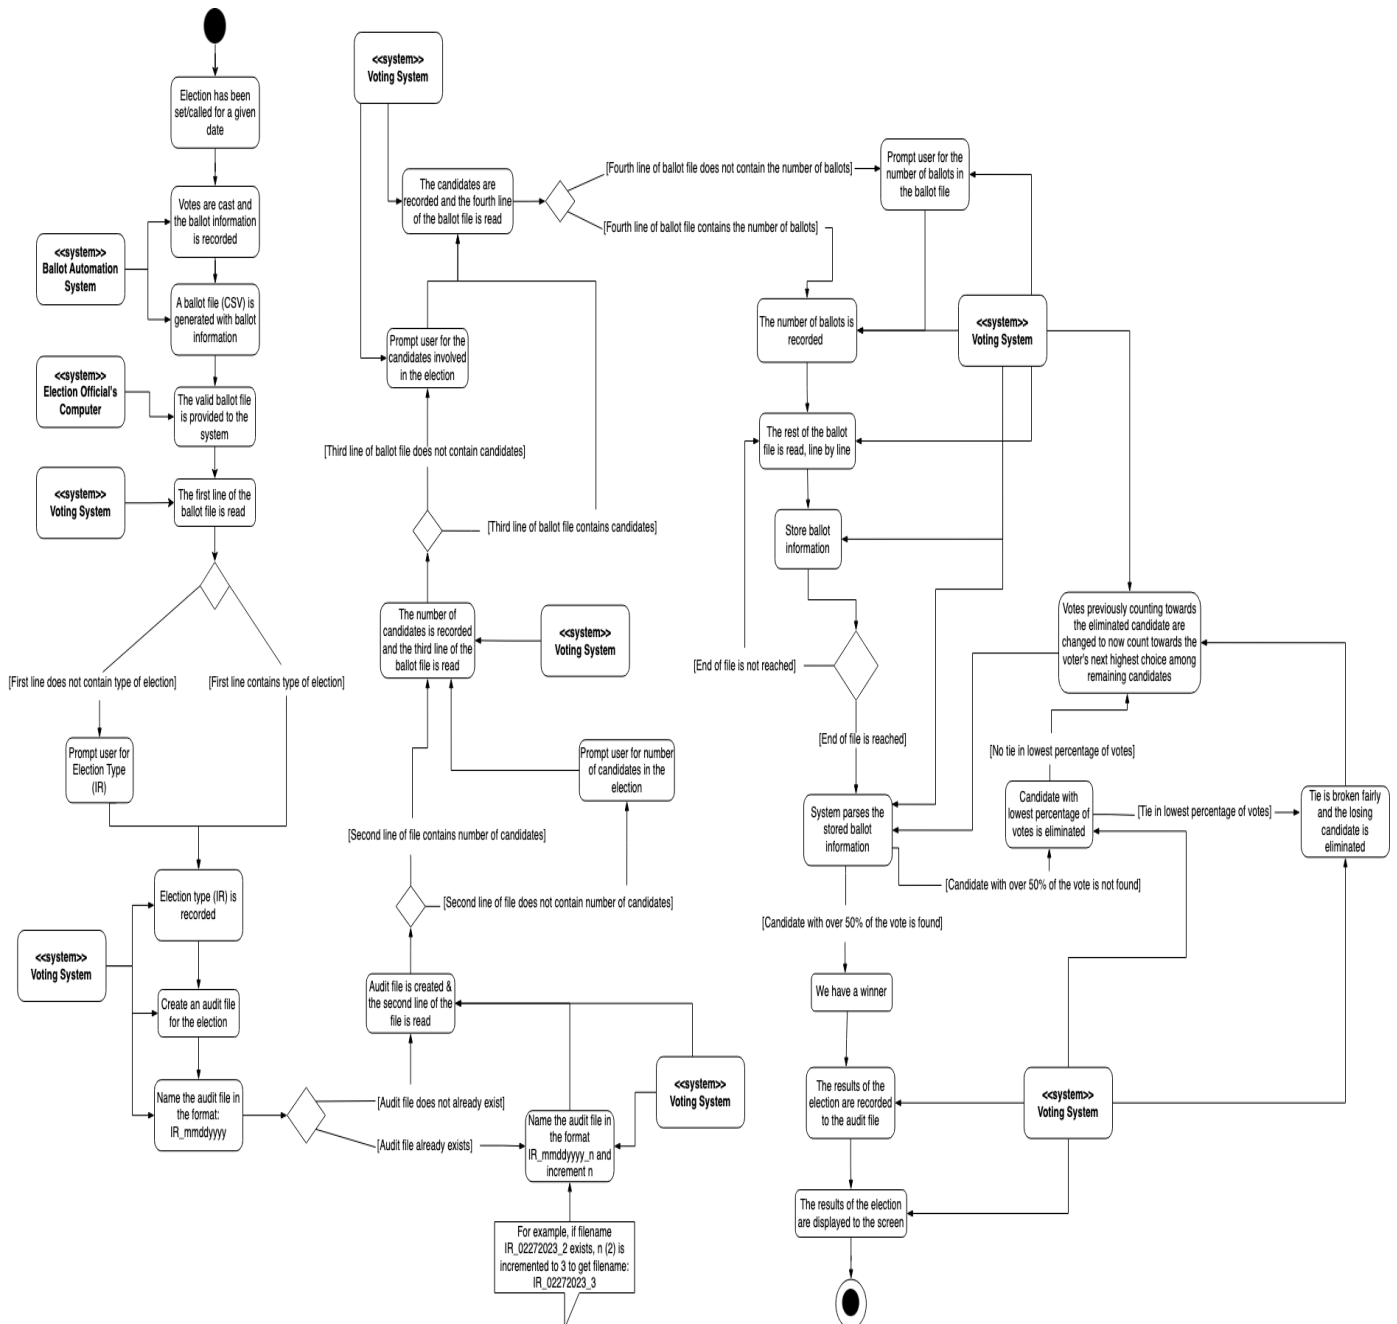 Election has been
set/called for a given
date
Votes are cast and
the ballot information
is recorded
<<system>>
Ballot Automation
System
A ballot file (CSV) is
generated with ballot
information
<<system>>
Election Official's
Computer
The valid ballot file
is provided to the
system
<<system>>
Voting System
The first line of the
ballot file is read
[First line does not contain type of election]
[First line contains type of election]
Prompt user for
Election Type
(IR)
Election type (IR) is
recorded
<<system>>
Voting System
Create an audit file
for the election
Name the audit file in
the format:
IR_mmddyyyy
[Audit file does not already exist]
[Audit file already exists]
Name the audit file in
the format
IR_mmddyyyy_n and
increment n
For example, if filename
IR_02272023_2 exists, n (2) is
incremented to 3 to get filename:
IR_02272023_3
<<system>>
Voting System
Audit file is created &
the second line of the
file is read
[Second line of file does not contain number of candidates]
[Second line of file contains number of candidates]
Prompt user for number
of candidates in the
election
The number of
candidates is recorded
and the third line of the
ballot file is read
<<system>>
Voting System
[Third line of ballot file contains candidates]
[Third line of ballot file does not contain candidates]
Prompt user for the
candidates involved
in the election
<<system>>
Voting System
The candidates are
recorded and the fourth line
of the ballot file is read
[Fourth line of ballot file does not contain the number of ballots]
[Fourth line of ballot file contains the number of ballots]
Prompt user for the
number of ballots in
the ballot file
The number of ballots is
recorded
<<system>>
Voting System
The rest of the ballot
file is read, line by line
Store ballot
information
[End of file is not reached]
[End of file is reached]
System parses the
stored ballot
information
Votes previously counting towards
the eliminated candidate are
changed to now count towards the
voter's next highest choice among
remaining candidates
[No tie in lowest percentage of votes]
Candidate with
lowest percentage of
votes is eliminated
[Tie in lowest percentage of votes]
Tie is broken fairly
and the losing
candidate is
eliminated
[Candidate with over 50% of the vote is not found]
[Candidate with over 50% of the vote is found]
We have a winner
The results of the
election are recorded
to the audit file
<<system>>
Voting System
The results of the election
are displayed to the screen